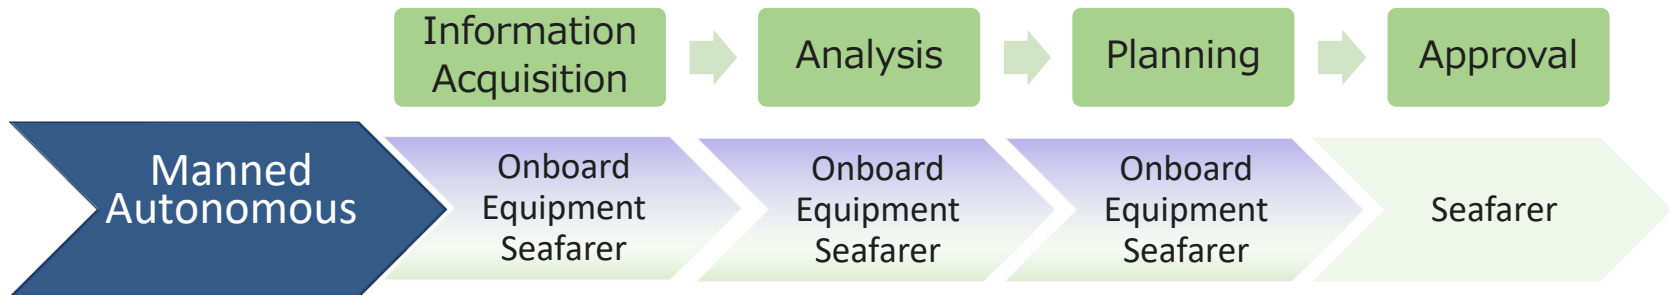 Information
Acquisition
Analysis
Planning
Approval
Manned
Autonomous
Onboard
Equipment
Seafarer
Onboard
Equipment
Seafarer
Onboard
Equipment
Seafarer
Seafarer